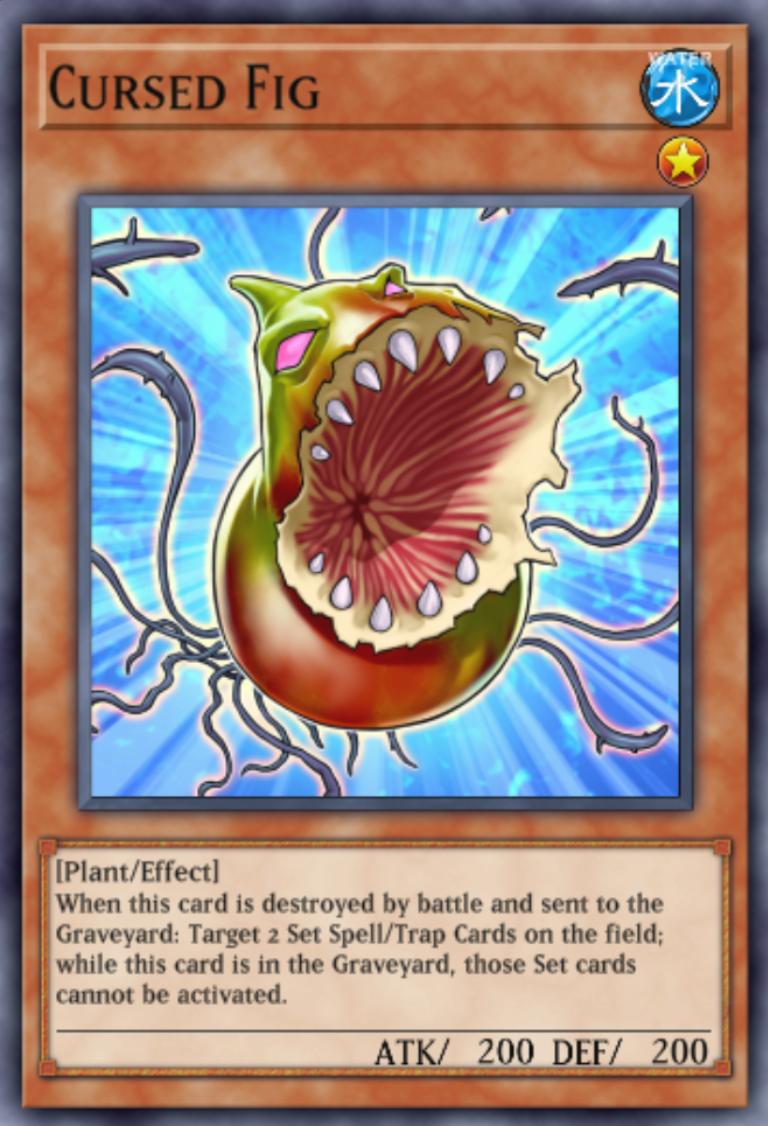 CURSED FIG
WATER
水
[Plant/Effect]
When this card is destroyed by battle and sent to the
Graveyard: Target 2 Set Spell/Trap Cards on the field;
while this card is in the Graveyard, those Set cards
cannot be activated.
ATK/ 200 DEF/ 200